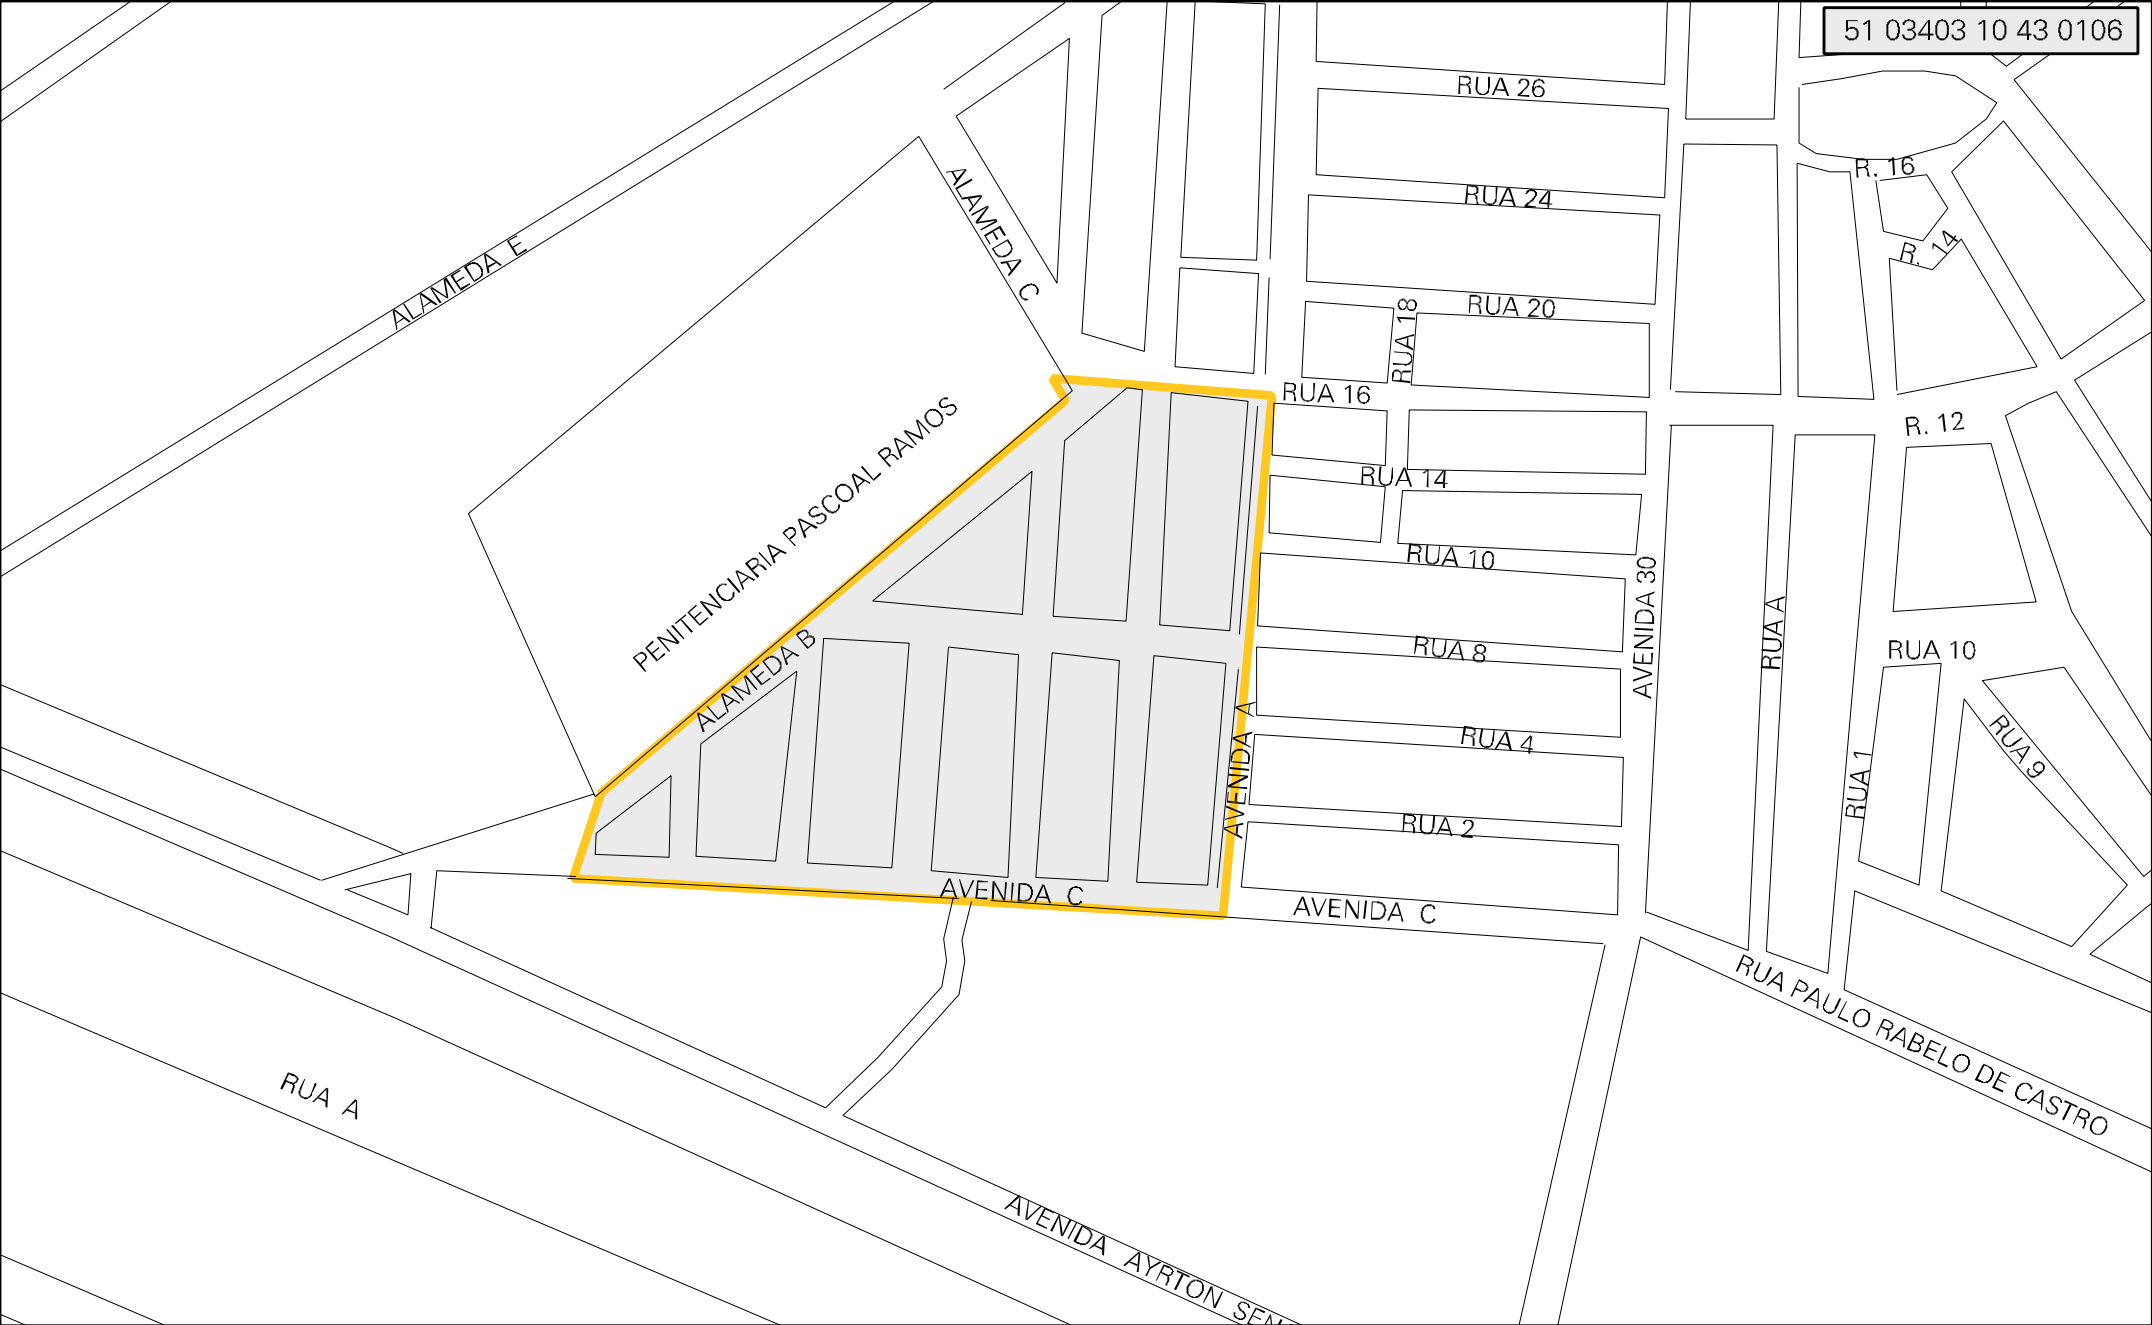 51 03403 10 43 0106
RUA 26
R. 16
ALAMEDA C
RUA 24
R. 14
ALAMEDA E
RUA 20
RUA 18
RUA 16
R. 12
PENITENCIARIA PASCOAL RAMOS
RUA 14
RUA 10
AVENIDA 30
RUA A
RUA 8
RUA 10
ALAMEDA B
AVENIDA A
RUA 4
RUA 9
RUA 1
RUA 2
AVENIDA C
AVENIDA C
RUA PAULO RABELO DE CASTRO
RUA A
AVENIDA AYRTON SEN